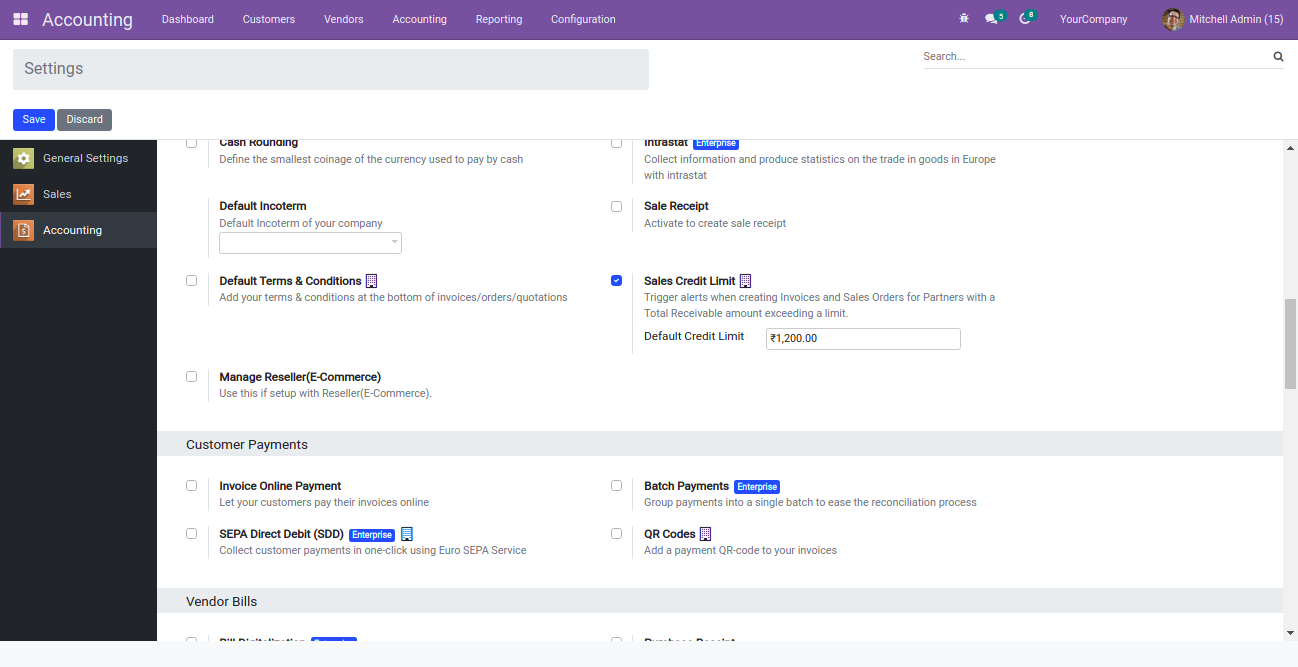 Accounting
Dashboard
Customers
Vendors
Accounting
Reporting
Configuration
5
8
YourCompany
Mitchell Admin (15)
Settings
Search...
Save
Discard
General Settings
Sales
Accounting
Cash Rounding
Define the smallest coinage of the currency used to pay by cash
Intrastat Enterprise
Collect information and produce statistics on the trade in goods in Europe
with intrastat
Default Incoterm
Default Incoterm of your company
Sale Receipt
Activate to create sale receipt
Default Terms & Conditions
Add your terms & conditions at the bottom of invoices/orders/quotations
Sales Credit Limit
Trigger alerts when creating Invoices and Sales Orders for Partners with a
Total Receivable amount exceeding a limit.
Default Credit Limit
₹1,200.00
Manage Reseller(E-Commerce)
Use this if setup with Reseller(E-Commerce).
Customer Payments
Invoice Online Payment
Let your customers pay their invoices online
Batch Payments Enterprise
Group payments into a single batch to ease the reconciliation process
SEPA Direct Debit (SDD) Enterprise
Collect customer payments in one-click using Euro SEPA Service
QR Codes
Add a payment QR-code to your invoices
Vendor Bills
Bill Digitalization Enterprise
Purchase Receipt